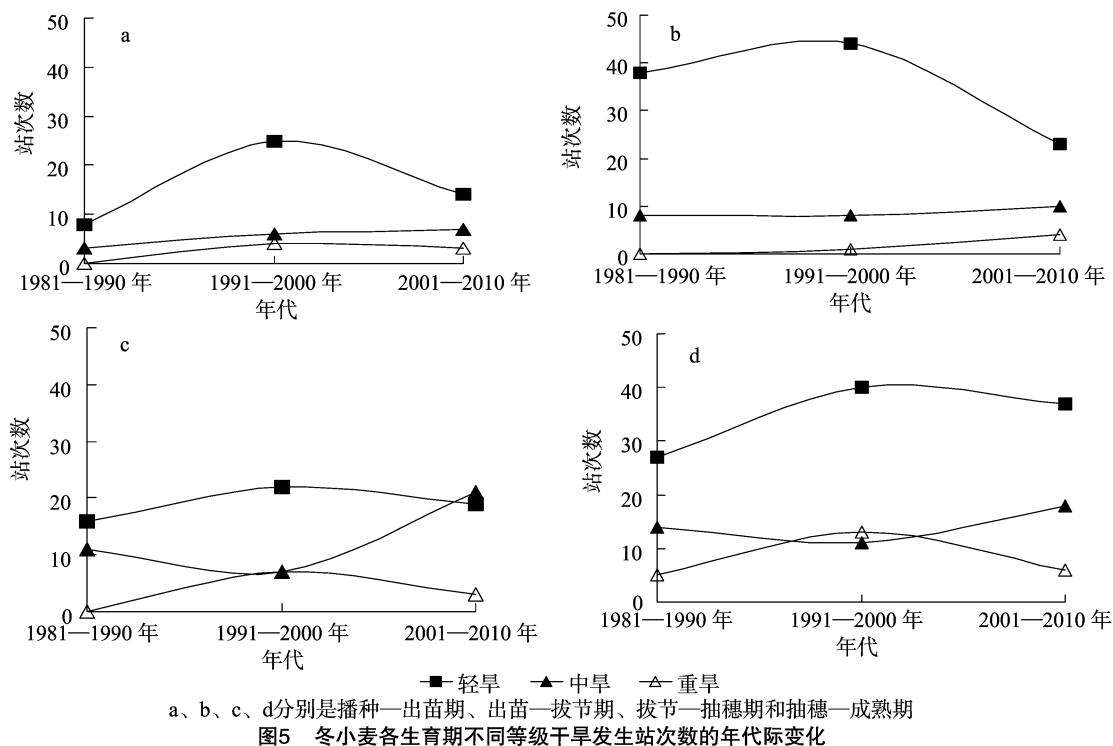 a
50
40
30
20
10
0
站次数
1981—1990 年
1991—2000 年
2001—2010 年
年代
b
50
40
30
20
10
0
站次数
1981—1990 年
1991—2000 年
2001—2010 年
年代
c
50
40
30
20
10
0
站次数
1981—1990 年
1991—2000 年
2001—2010 年
年代
d
50
40
30
20
10
0
站次数
1981—1990 年
1991—2000 年
2001—2010 年
年代
轻旱 中旱 重旱
a、b、c、d分别是播种—出苗期、出苗—拔节期、拔节—抽穗期和抽穗—成熟期
图5 冬小麦各生育期不同等级干旱发生站次数的年代际变化